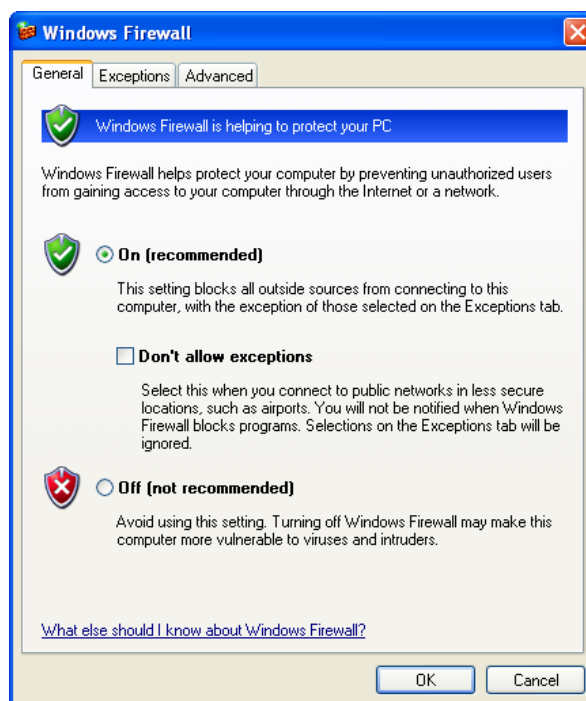 Windows Firewall
General Exceptions Advanced
Windows Firewall is helping to protect your PC
Windows Firewall helps protect your computer by preventing unauthorized users
from gaining access to your computer through the Internet or a network.
On (recommended)
This setting blocks all outside sources from connecting to this
computer, with the exception of those selected on the Exceptions tab.
Don't allow exceptions
Select this when you connect to public networks in less secure
locations, such as airports. You will not be notified when Windows
Firewall blocks programs. Selections on the Exceptions tab will be
ignored.
Off (not recommended)
Avoid using this setting. Turning off Windows Firewall may make this
computer more vulnerable to viruses and intruders.
What else should I know about Windows Firewall?
OK Cancel